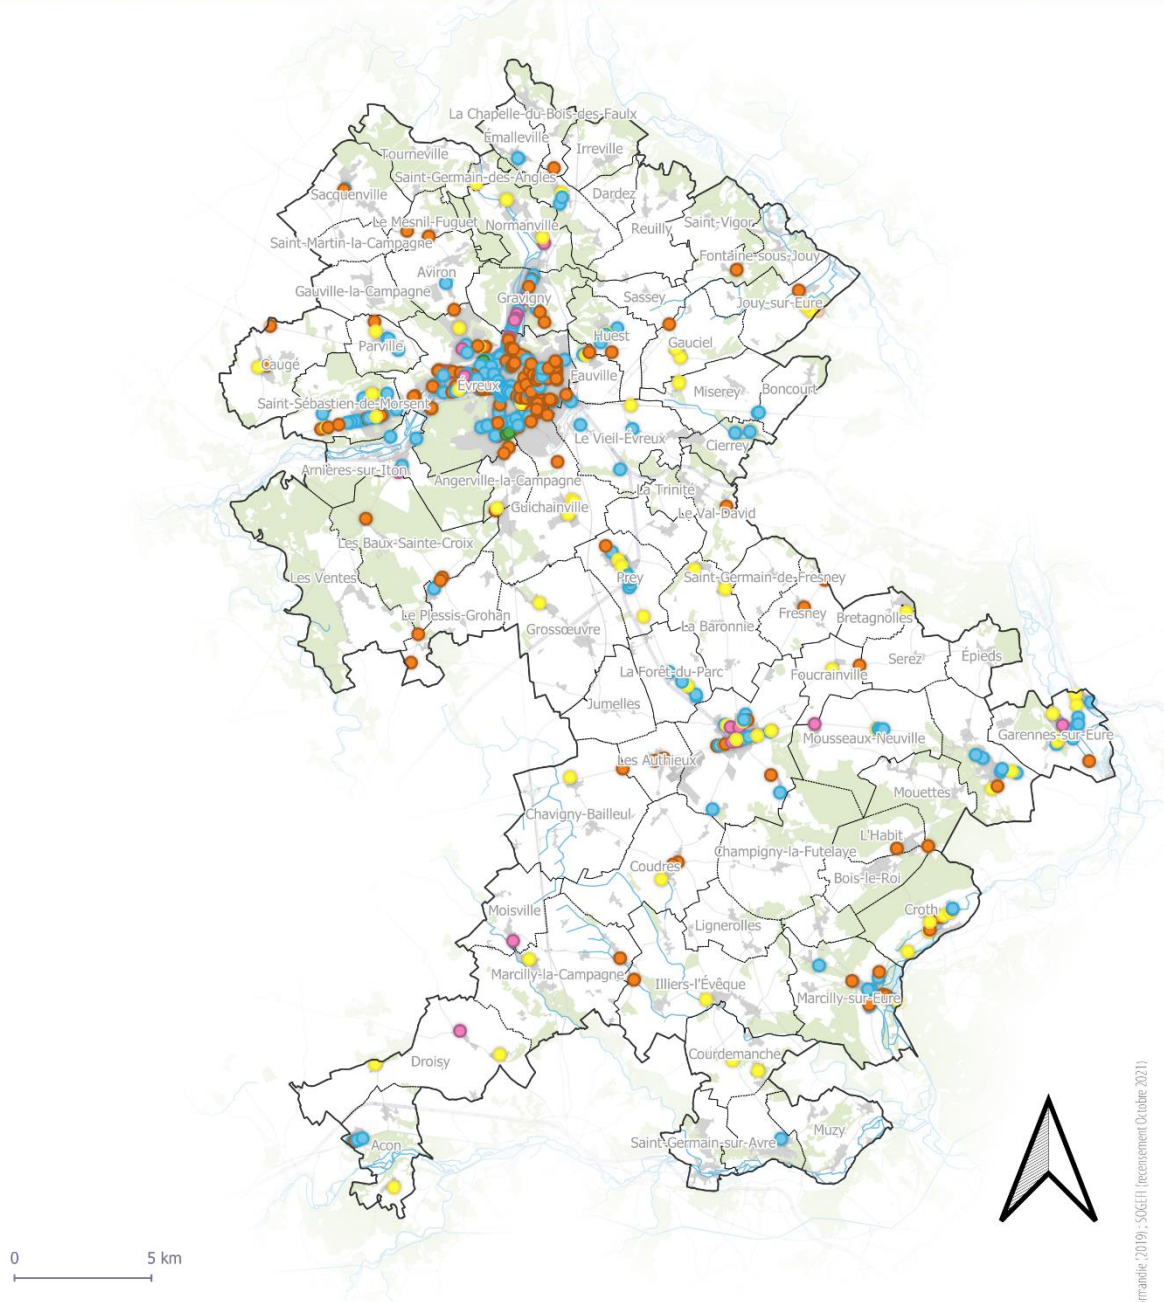 La Chapelle-du-Bois-des-Faulx
Émalleville
Irreville
Tourneville
Saint-Germain-des-Angles
Sacquenville
Dardez
Le Mesnil-Fuguet
Normanville
Saint-Vigor
Reuilly
Saint-Martin-la-Campagne
Fontaine-sous-Jouy
Aviron
Gauville-la-Campagne
Gravigny
Sassey
Jouy-sur-Eure
Huest
Gauciel
Parville
Caugé
Fauville
Évreux
Miserey
Boncourt
Saint-Sébastien-de-Morsent
Le Vieil-Évreux
Cierrey
Arnières-sur-Iton
Angerville-la-Campagne
La Trinité
Guichainville
Le Val-David
Les Baux-Sainte-Croix
Les Ventes
Prey
Saint-Germain-de-Fresney
Le Plessis-Grohan
Fresney
Bretagnolles
Grossœuvre
La Baronnie
Serez
Épieds
La Forêt-du-Parc
Foucrainville
Jumelles
Garennes-sur-Eure
Mousseaux-Neuville
Les Authieux
Mouettes
Chavigny-Bailleul
L'Habit
Champigny-la-Futelaye
Coudres
Bois-le-Roi
Moisville
Croth
Lignerolles
Marcilly-la-Campagne
Illiers-l'Évêque
Marcilly-sur-Eure
Courdemanche
Droisy
Muzy
Saint-Germain-sur-Avre
Acon
0 5 km
rmandie (2019) ; SOGEFI (recensement Octobre 2021)